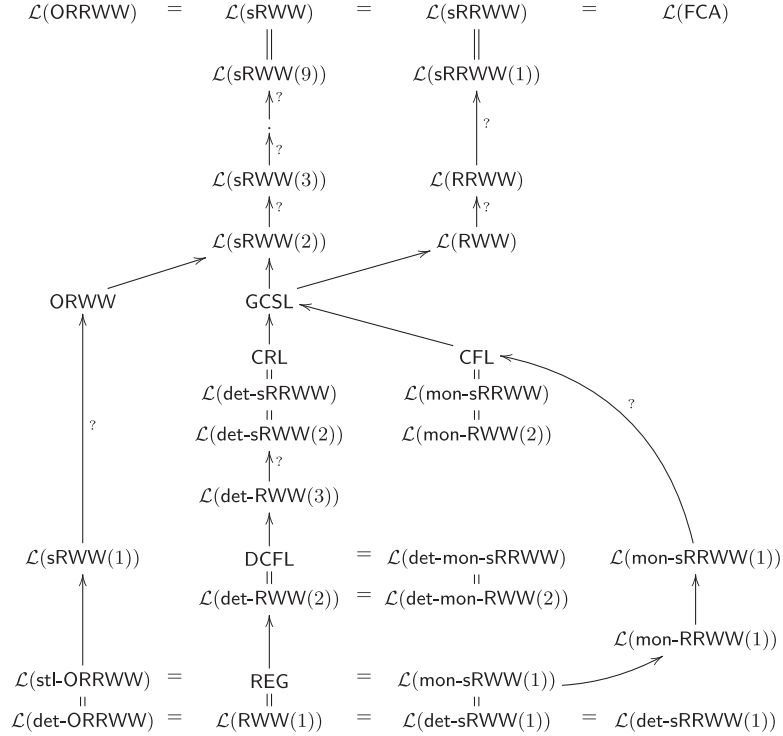 ℒ(ORRWW) = ℒ(sRWW) = ℒ(sRRWW) = ℒ(FCA)
ℒ(sRWW(9)) ℒ(sRRWW(1))
?
. ?
?
ℒ(sRWW(3)) ℒ(RRWW)
? ?
ℒ(sRWW(2)) ℒ(RWW)
ORWW GCSL
CRL CFL
ℒ(det-sRRWW) ℒ(mon-sRRWW)
?
ℒ(det-sRWW(2)) ℒ(mon-RWW(2))
?
?
ℒ(det-RWW(3))
ℒ(sRWW(1)) DCFL = ℒ(det-mon-sRRWW) ℒ(mon-sRRWW(1))
ℒ(det-RWW(2)) = ℒ(det-mon-RWW(2))
ℒ(mon-RRWW(1))
ℒ(stl-ORRWW) = REG = ℒ(mon-sRWW(1))
ℒ(det-ORRWW) = ℒ(RWW(1)) = ℒ(det-sRWW(1)) = ℒ(det-sRRWW(1))